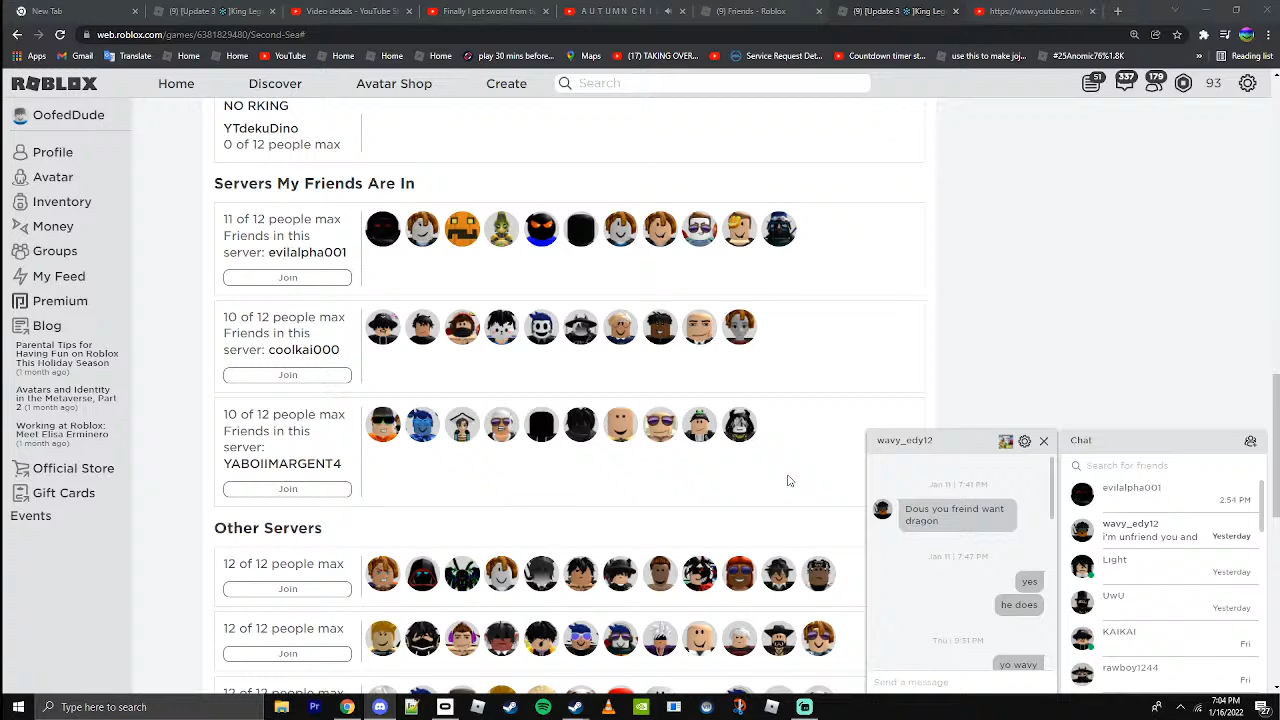 New Tab
(9) [Update 3 ❄]King Leg
Video details - YouTube S
Finally I got sword from th
A U T U M N C H I
(9) Friends - Roblox
(9) [Update 3 ❄]King Leg
https://www.youtube.com/
web.roblox.com/games/6381829480/Second-Sea#
Apps
Gmail
Translate
Home
Home
YouTube
Home
Home
Home
play 30 mins before...
Maps
(17) TAKING OVER...
Service Request Det...
Countdown timer st...
use this to make joj...
#25Anomic76%1.8K
»
Reading list
ROBLOX
Home
Discover
Avatar Shop
Create
Search
51
337
179
93
OofedDude
Profile
Avatar
Inventory
Money
Groups
My Feed
Premium
Blog
Parental Tips for
Having Fun on Roblox
This Holiday Season
(1 month ago)
Avatars and Identity
in the Metaverse, Part
2 (1 month ago)
Working at Roblox:
Meet Elisa Erminero
(1 month ago)
Official Store
Gift Cards
Events
NO RKING
YTdekuDino
0 of 12 people max
Servers My Friends Are In
11 of 12 people max
Friends in this
server: evilalpha001
Join
10 of 12 people max
Friends in this
server: coolkai000
Join
10 of 12 people max
Friends in this
server:
YABOIIMARGENT4
Join
Other Servers
12 of 12 people max
Join
12 of 12 people max
Join
12 of 12 people max
wavy_edy12
Jan 11 | 7:41 PM
Dous you freind want
dragon
Jan 11 | 7:47 PM
yes
he does
Thu | 9:31 PM
yo wavy
Send a message
Chat
Search for friends
evilalpha001
2:54 PM
wavy_edy12
i'm unfriend you and
Yesterday
Light
Yesterday
UwU
Yesterday
KAIKAI
Fri
rawboy1244
Fri
Type here to search
7:04 PM
1/16/2022